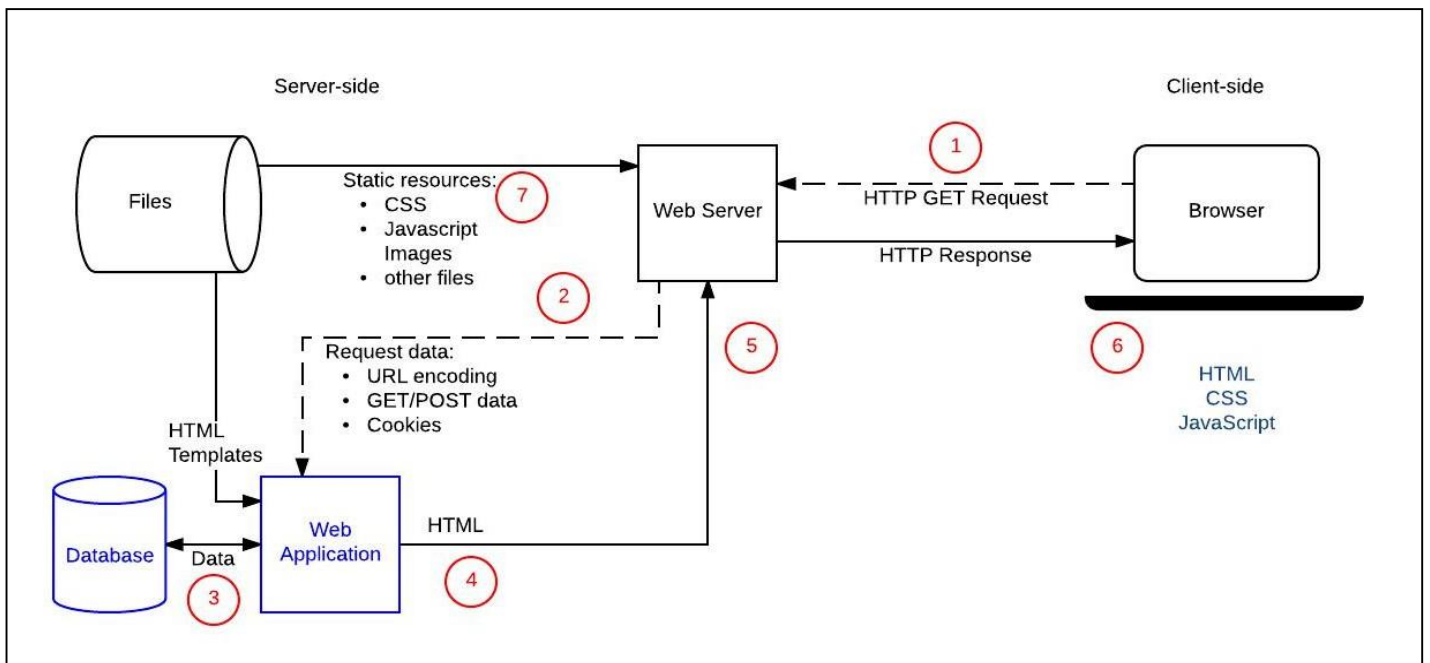 Server-side
Client-side
1
Files
Static resources:
• CSS
• Javascript
Images
• other files
7
Web Server
HTTP GET Request
HTTP Response
Browser
2
Request data:
• URL encoding
• GET/POST data
• Cookies
5
6
HTML
CSS
JavaScript
HTML
Templates
Database
Data
3
Web
Application
HTML
4